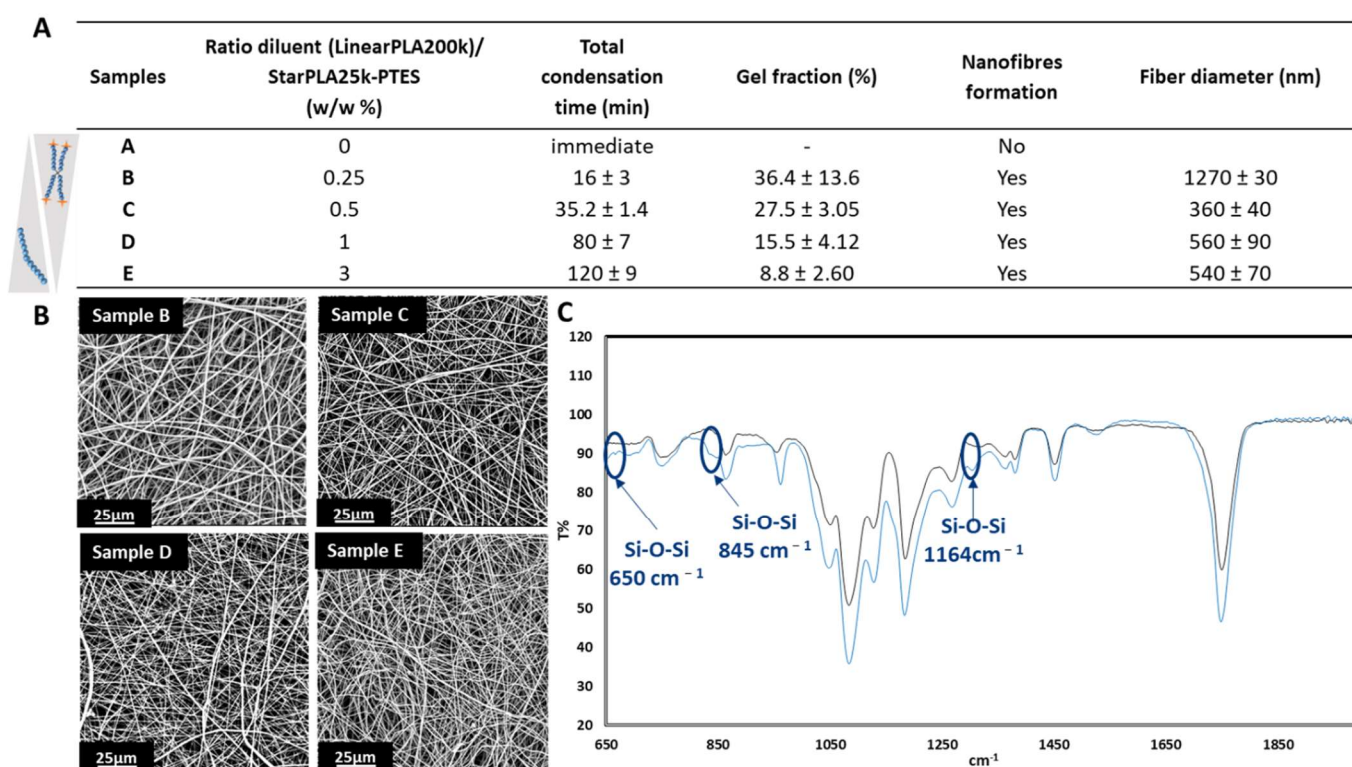 A
Samples
Ratio diluent (LinearPLA200k)/
StarPLA25k-PTES
(w/w %)
Total
condensation
time (min)
Gel fraction (%)
Nanofibres
formation
Fiber diameter (nm)
A 0 immediate - No
B 0.25 16 ± 3 36.4 ± 13.6 Yes 1270 ± 30
C 0.5 35.2 ± 1.4 27.5 ± 3.05 Yes 360 ± 40
D 1 80 ± 7 15.5 ± 4.12 Yes 560 ± 90
E 3 120 ± 9 8.8 ± 2.60 Yes 540 ± 70
B
Sample B
25µm
Sample C
25µm
Sample D
25µm
Sample E
25µm
C
120
110
100
90
80
70
60
50
40
30
20
T%
Si-O-Si
650 cm⁻¹
Si-O-Si
845 cm⁻¹
Si-O-Si
1164cm⁻¹
650 850 1050 1250 1450 1650 1850
cm⁻¹